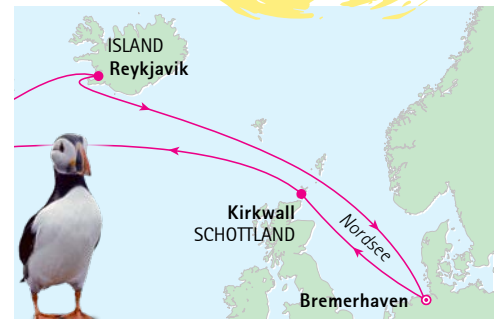 ISLAND
Reykjavik
Kirkwall
SCHOTTLAND
Nordsee
Bremerhaven